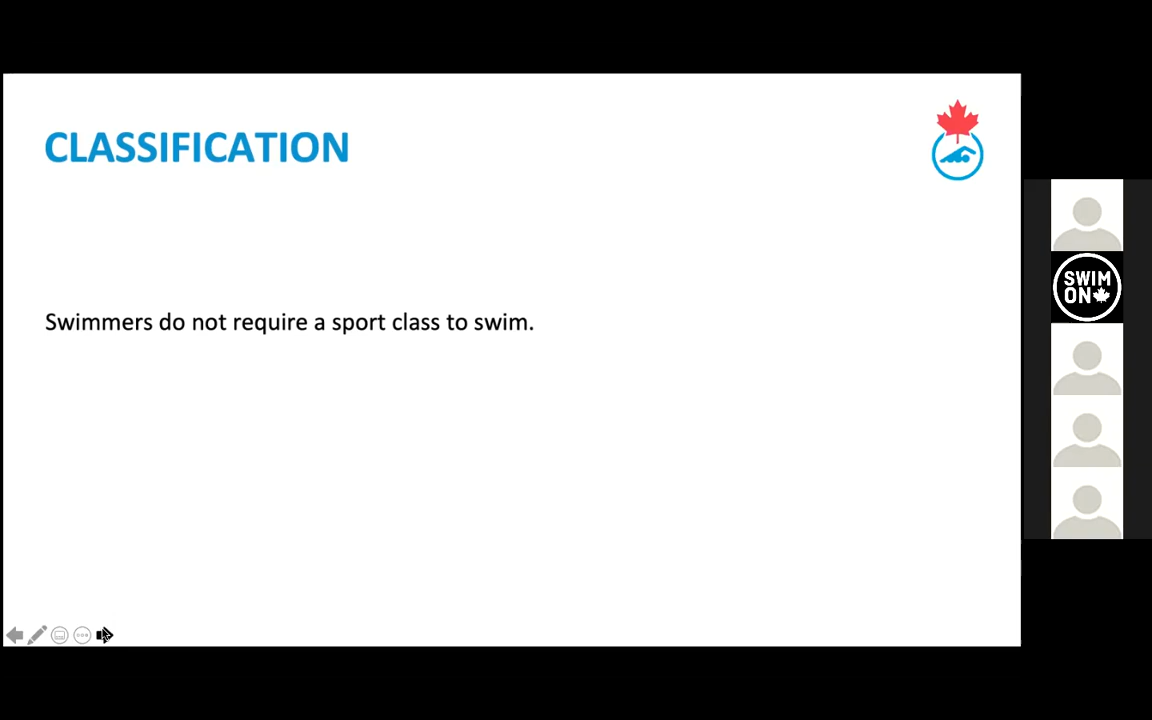 CLASSIFICATION
Swimmers do not require a sport class to swim.
SWIM
ON